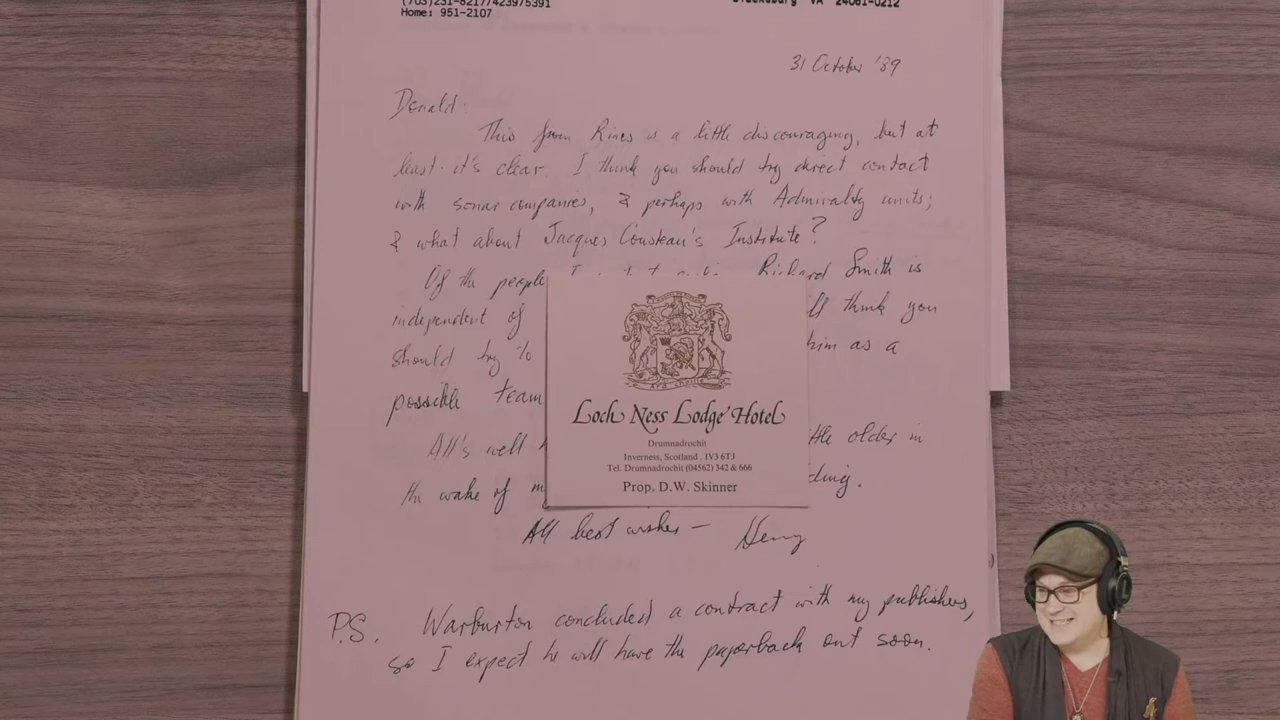 Home: 951-2107
31 October '89
Donald:
This from Rines is a little discouraging, but at
least it's clear. I think you should try direct contact
with sonar companies, & perhaps with Admiralty units;
& what about Jacques Cousteau's Institute?
Of the people Richard Smith is
independent of think you
should try to him as a
possible team
All's well older in
the wake of
All best wishes — Henry
P.S. Warburton concluded a contract with my publishers,
so I expect he will have the paperback out soon.
Ard Choille
Loch Ness Lodge Hotel
Drumnadrochit
Inverness, Scotland . IV3 6TJ
Tel. Drumnadrochit (04562) 342 & 666
Prop. D.W. Skinner